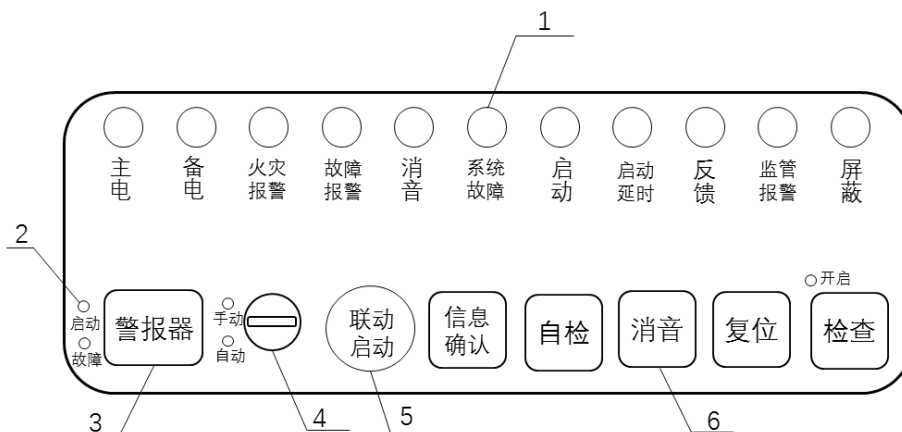 1
主电
备电
火灾
报警
故障
报警
消音
系统
故障
启动
启动
延时
反馈
监管
报警
屏蔽
2
启动
故障
警报器
手动
自动
联动
启动
信息
确认
自检
消音
复位
开启
检查
3
4
5
6